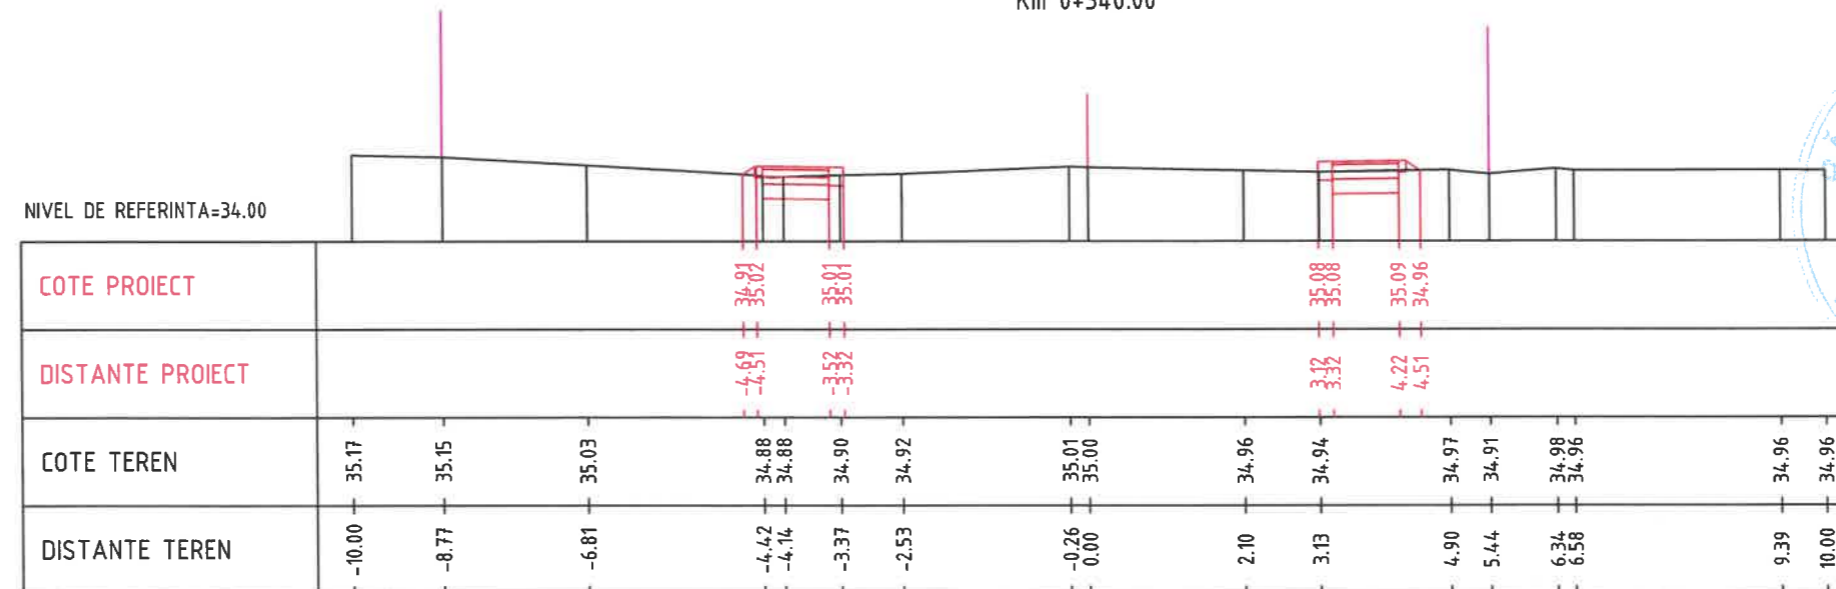 Km 0+340.00
NIVEL DE REFERINTA=34.00
COTE PROIECT
34.91 35.02 35.01 35.01 35.08 35.08 35.09 34.96
DISTANTE PROIECT
-4.69 -4.51 -3.52 -3.32 3.12 3.32 4.22 4.51
COTE TEREN
35.17 35.15 35.03 34.88 34.88 34.90 34.92 35.01 35.00 34.96 34.94 34.97 34.91 34.98 34.96 34.96 34.96
DISTANTE TEREN
-10.00 -8.77 -6.81 -4.42 -4.14 -3.37 -2.53 -0.26 0.00 2.10 3.13 4.90 5.44 6.34 6.58 9.39 10.00